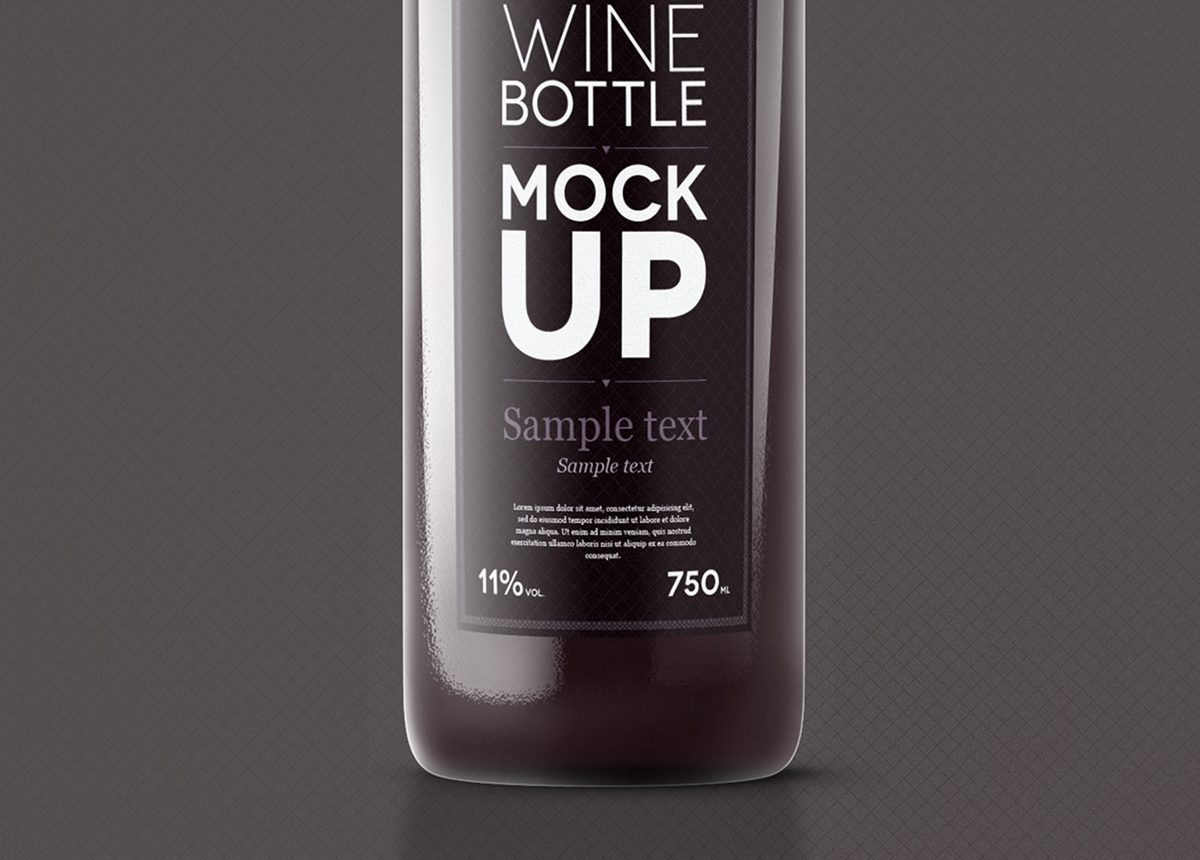 WINE
BOTTLE
MOCK
UP
Sample text
Sample text
Lorem ipsum dolor sit amet, consectetur adipisicing elit,
sed do eiusmod tempor incididunt ut labore et dolore
magna aliqua. Ut enim ad minim veniam, quis nostrud
exercitation ullamco laboris nisi ut aliquip ex ea commodo
consequat.
11% VOL. 750 ML